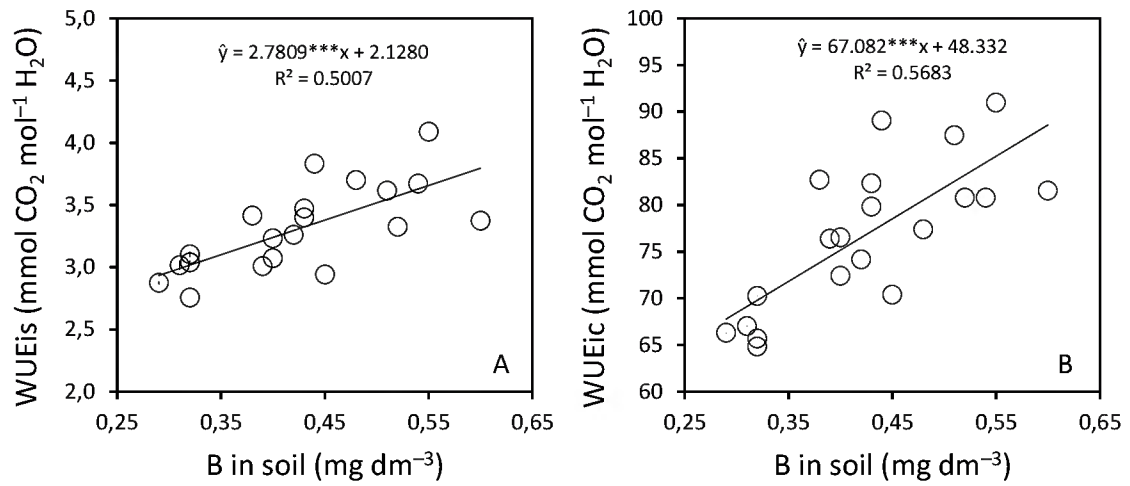 5,0
4,5
4,0
3,5
3,0
2,5
2,0
WUEis (mmol CO₂ mol⁻¹ H₂O)
ŷ = 2.7809***x + 2.1280
R² = 0.5007
A
0,25
0,35
0,45
0,55
0,65
B in soil (mg dm⁻³)
100
95
90
85
80
75
70
65
60
WUEic (mmol CO₂ mol⁻¹ H₂O)
ŷ = 67.082***x + 48.332
R² = 0.5683
B
0,25
0,35
0,45
0,55
0,65
B in soil (mg dm⁻³)